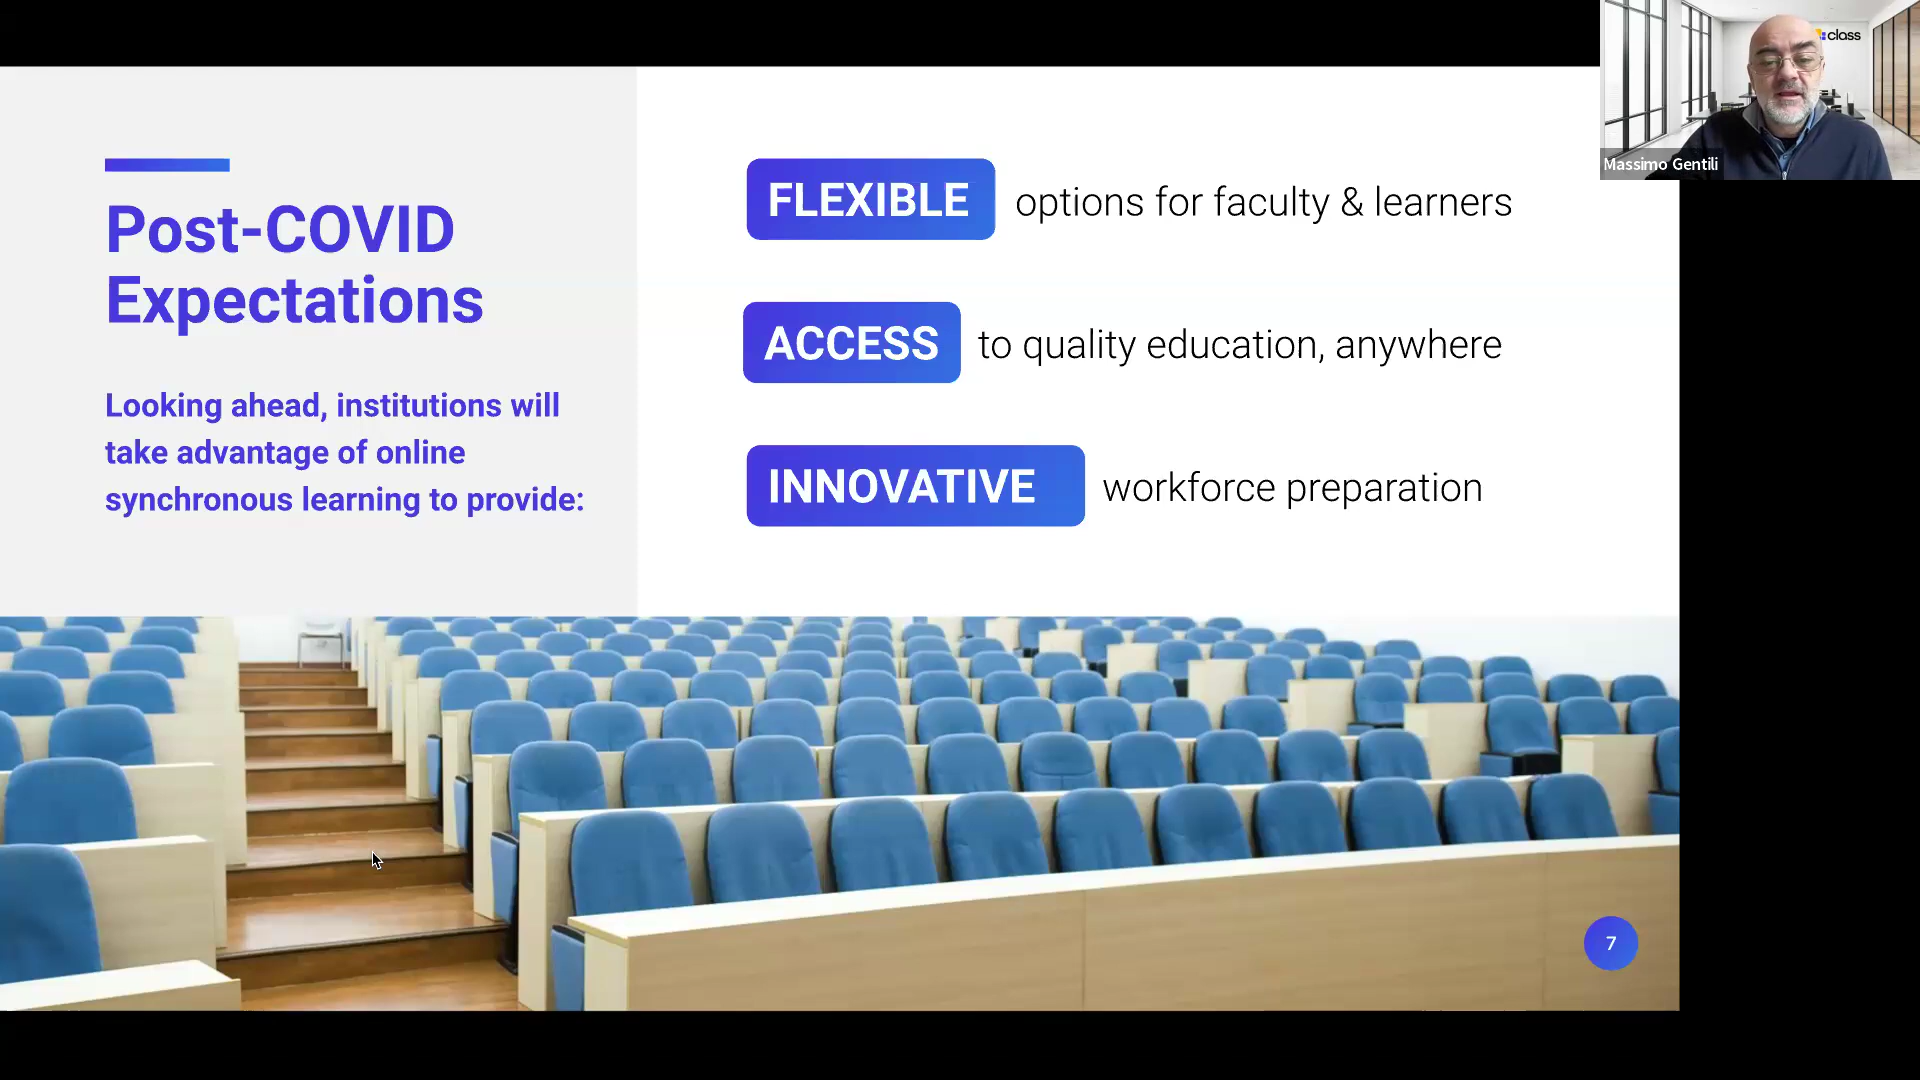 class
Massimo Gentili
Post-COVID
Expectations
Looking ahead, institutions will
take advantage of online
synchronous learning to provide:
FLEXIBLE options for faculty & learners
ACCESS to quality education, anywhere
INNOVATIVE workforce preparation
7